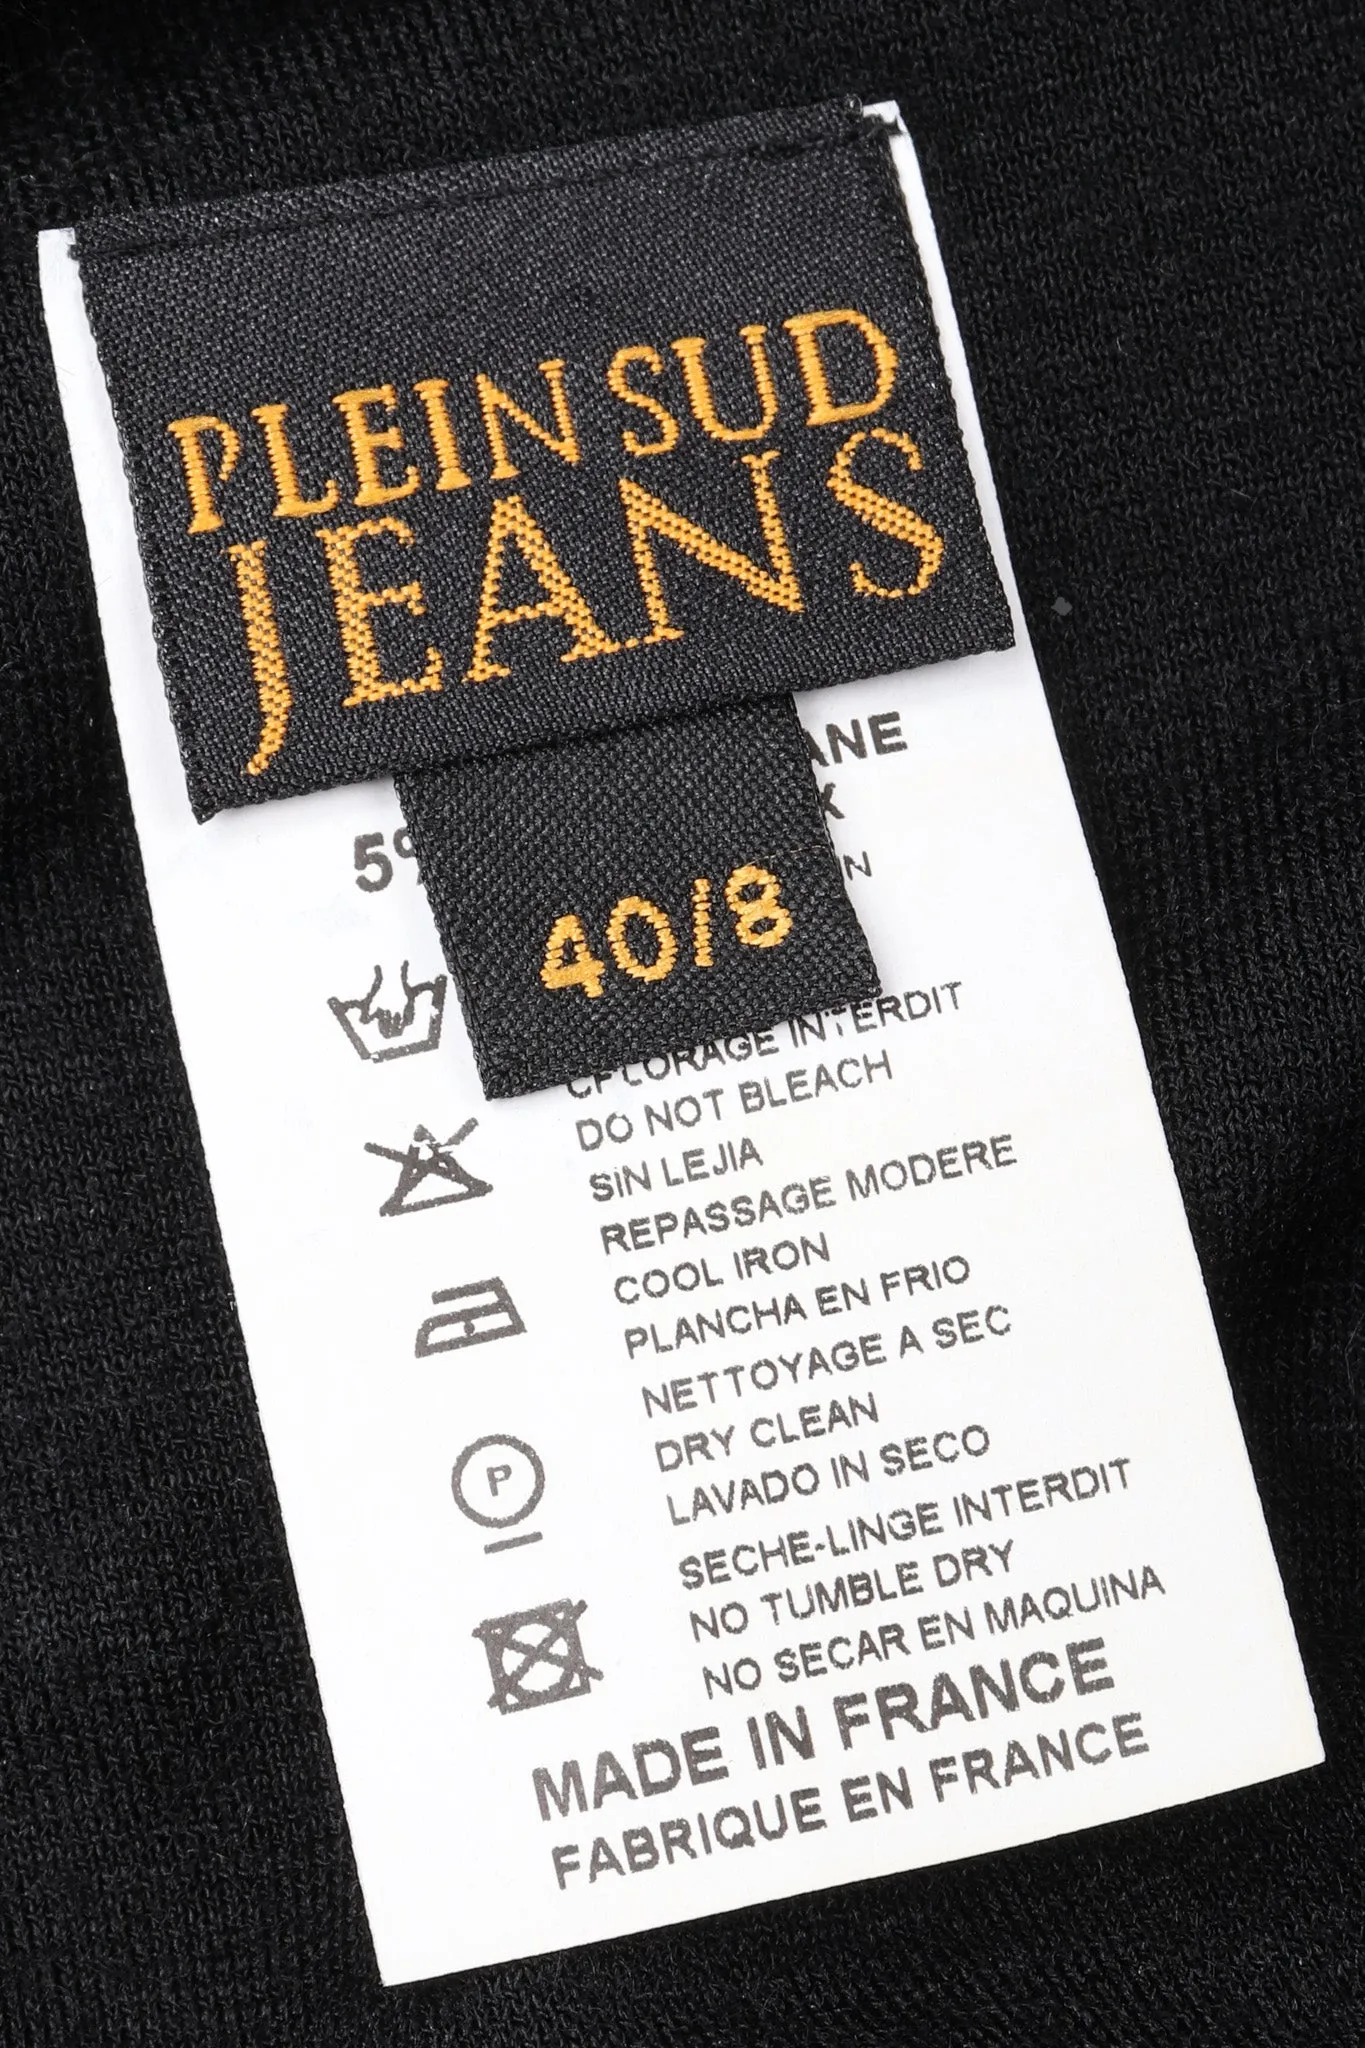 PLEIN SUD
JEANS
40/8
INTERDIT
DO NOT BLEACH
SIN LEJIA
REPASSAGE MODERE
COOL IRON
PLANCHA EN FRIO
NETTOYAGE A SEC
DRY CLEAN
LAVADO IN SECO
P
SECHE-LINGE INTERDIT
NO TUMBLE DRY
NO SECAR EN MAQUINA
MADE IN FRANCE
FABRIQUE EN FRANCE